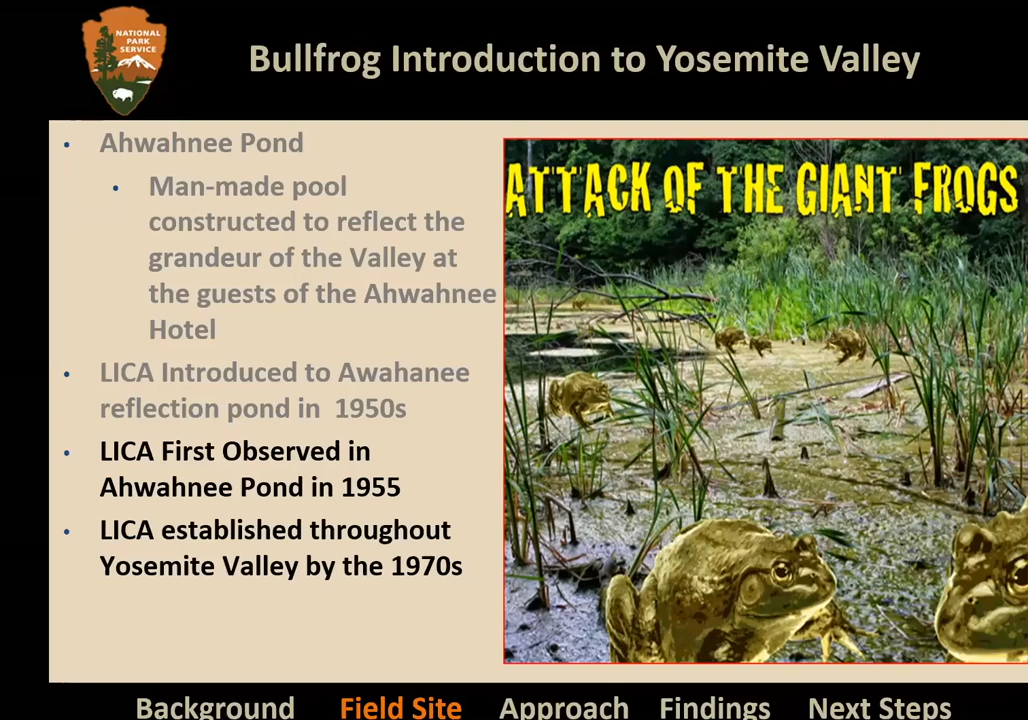 NATIONAL
PARK
SERVICE
Bullfrog Introduction to Yosemite Valley
• Ahwahnee Pond
• Man-made pool
constructed to reflect the
grandeur of the Valley at
the guests of the Ahwahnee
Hotel
• LICA Introduced to Awahanee
reflection pond in 1950s
• LICA First Observed in
Ahwahnee Pond in 1955
• LICA established throughout
Yosemite Valley by the 1970s
ATTACK OF THE GIANT FROGS
Background Field Site Approach Findings Next Steps